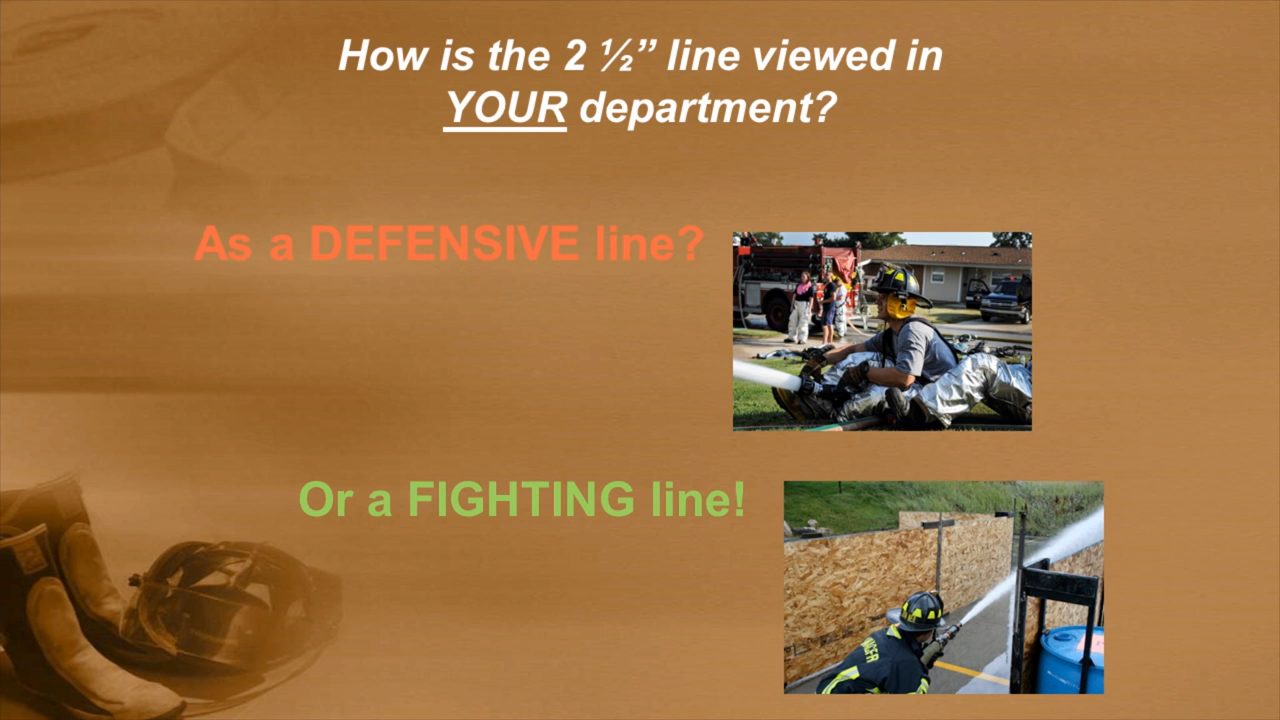 How is the 2 ½” line viewed in
YOUR department?
As a DEFENSIVE line?
Or a FIGHTING line!